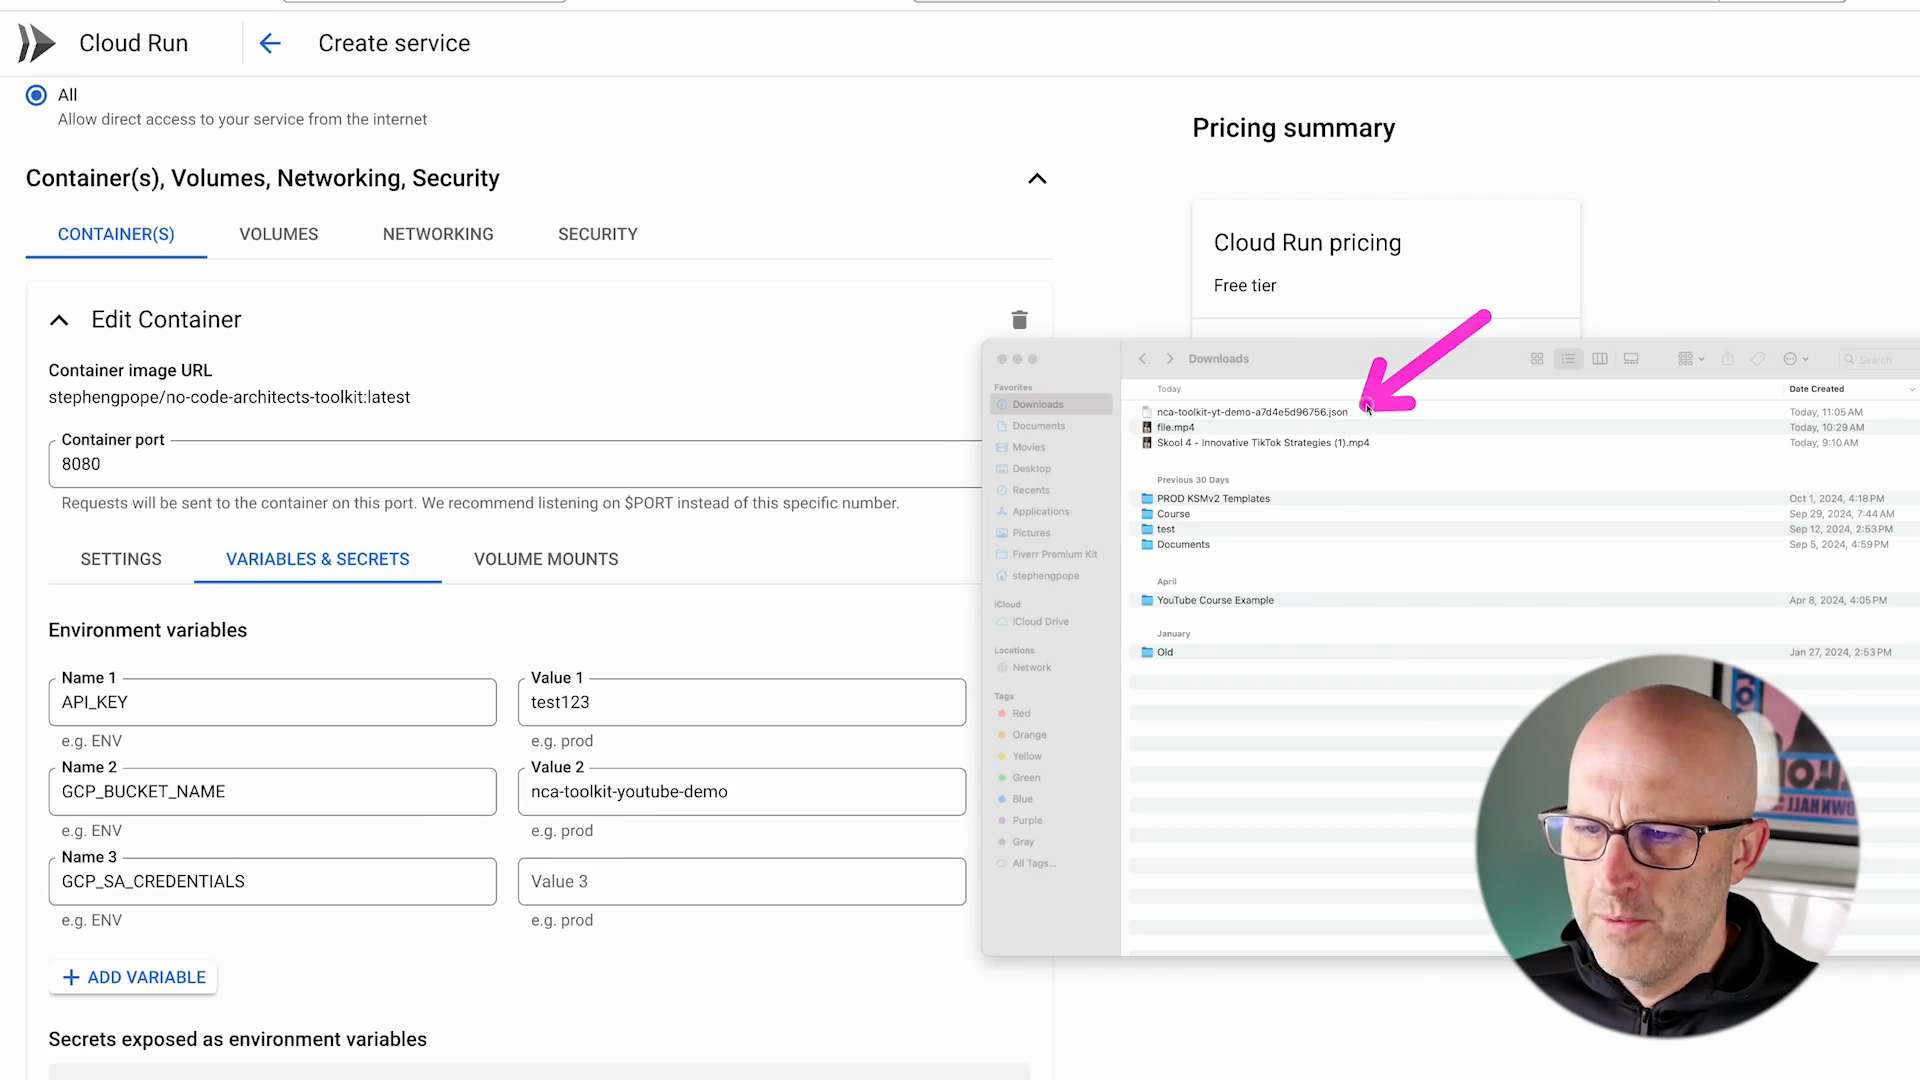 Cloud Run
Create service
All
Allow direct access to your service from the internet
Container(s), Volumes, Networking, Security
CONTAINER(S)
VOLUMES
NETWORKING
SECURITY
Edit Container
Container image URL
stephengpope/no-code-architects-toolkit:latest
Container port
8080
Requests will be sent to the container on this port. We recommend listening on $PORT instead of this specific number.
SETTINGS
VARIABLES & SECRETS
VOLUME MOUNTS
Environment variables
Name 1
API_KEY
e.g. ENV
Value 1
test123
e.g. prod
Name 2
GCP_BUCKET_NAME
e.g. ENV
Value 2
nca-toolkit-youtube-demo
e.g. prod
Name 3
GCP_SA_CREDENTIALS
e.g. ENV
Value 3
e.g. prod
ADD VARIABLE
Secrets exposed as environment variables
Pricing summary
Cloud Run pricing
Free tier
Downloads
Search
Favorites
Downloads
Documents
Movies
Desktop
Recents
Applications
Pictures
Fiverr Premium Kit
stephengpope
iCloud
iCloud Drive
Locations
Network
Tags
Red
Orange
Yellow
Green
Blue
Purple
Gray
All Tags...
Today
Date Created
nca-toolkit-yt-demo-a7d4e5d96756.json
Today, 11:05 AM
file.mp4
Today, 10:29 AM
Skool 4 - Innovative TikTok Strategies (1).mp4
Today, 9:10 AM
Previous 30 Days
PROD KSMv2 Templates
Oct 1, 2024, 4:18 PM
Course
Sep 29, 2024, 7:44 AM
test
Sep 12, 2024, 2:53 PM
Documents
Sep 5, 2024, 4:59 PM
April
YouTube Course Example
Apr 8, 2024, 4:05 PM
January
Old
Jan 27, 2024, 2:53 PM